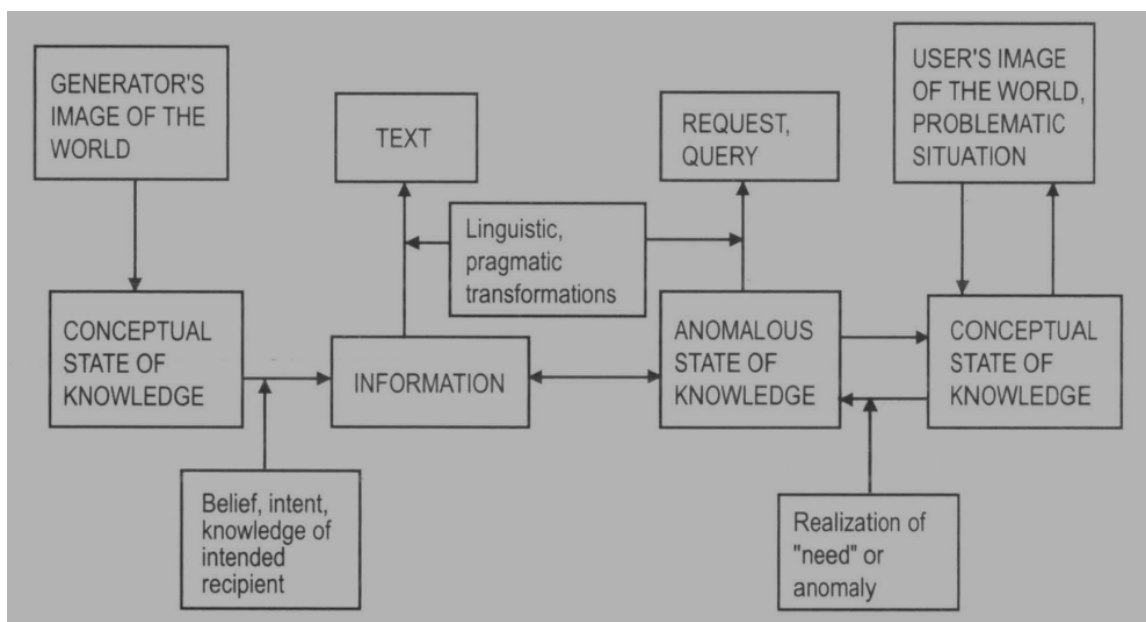 GENERATOR'S
IMAGE OF THE
WORLD
TEXT
REQUEST,
QUERY
USER'S IMAGE
OF THE WORLD,
PROBLEMATIC
SITUATION
Linguistic,
pragmatic
transformations
CONCEPTUAL
STATE OF
KNOWLEDGE
INFORMATION
ANOMALOUS
STATE OF
KNOWLEDGE
CONCEPTUAL
STATE OF
KNOWLEDGE
Belief, intent,
knowledge of
intended
recipient
Realization of
"need" or
anomaly